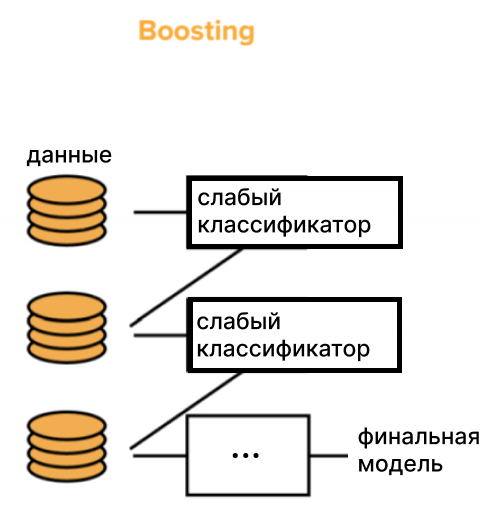 Boosting
данные
слабый
классификатор
слабый
классификатор
...
финальная
модель